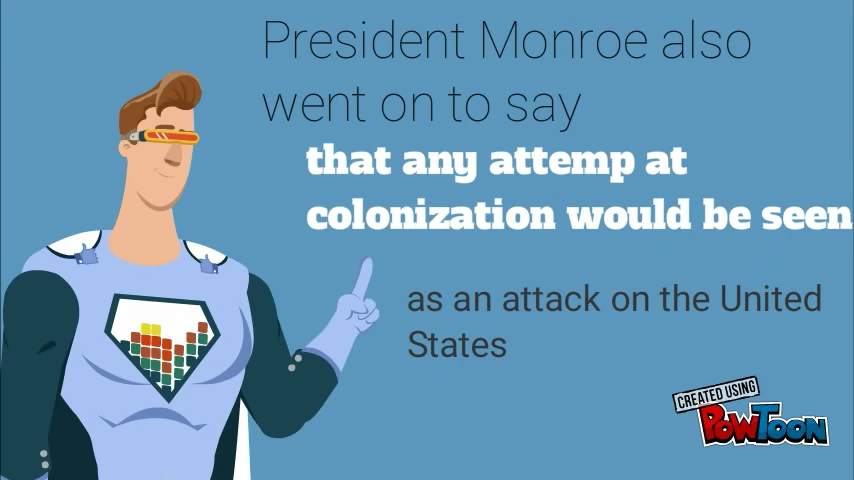 President Monroe also
went on to say
that any attemp at
colonization would be seen
as an attack on the United
States
CREATED USING
POWTOON